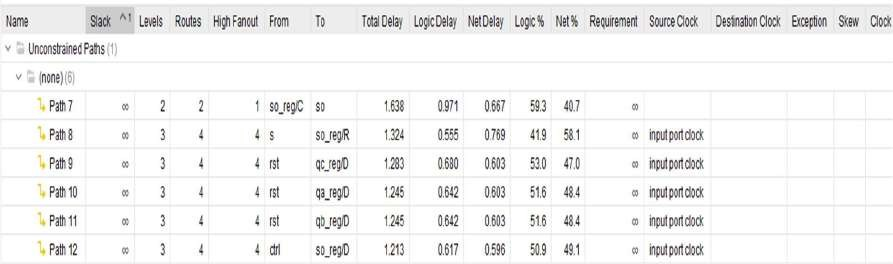 Name Slack ^1 Levels Routes High Fanout From To Total Delay Logic Delay Net Delay Logic % Net % Requirement Source Clock Destination Clock Exception Skew Clock
Unconstrained Paths (1)
(none) (6)
Path 7 ∞ 2 2 1 so_reg/C so 1.638 0.971 0.667 59.3 40.7 ∞
Path 8 ∞ 3 4 4 s so_reg/R 1.324 0.555 0.769 41.9 58.1 ∞ input port clock
Path 9 ∞ 3 4 4 rst qc_reg/D 1.283 0.680 0.603 53.0 47.0 ∞ input port clock
Path 10 ∞ 3 4 4 rst qa_reg/D 1.245 0.642 0.603 51.6 48.4 ∞ input port clock
Path 11 ∞ 3 4 4 rst qb_reg/D 1.245 0.642 0.603 51.6 48.4 ∞ input port clock
Path 12 ∞ 3 4 4 ctrl so_reg/D 1.213 0.617 0.596 50.9 49.1 ∞ input port clock